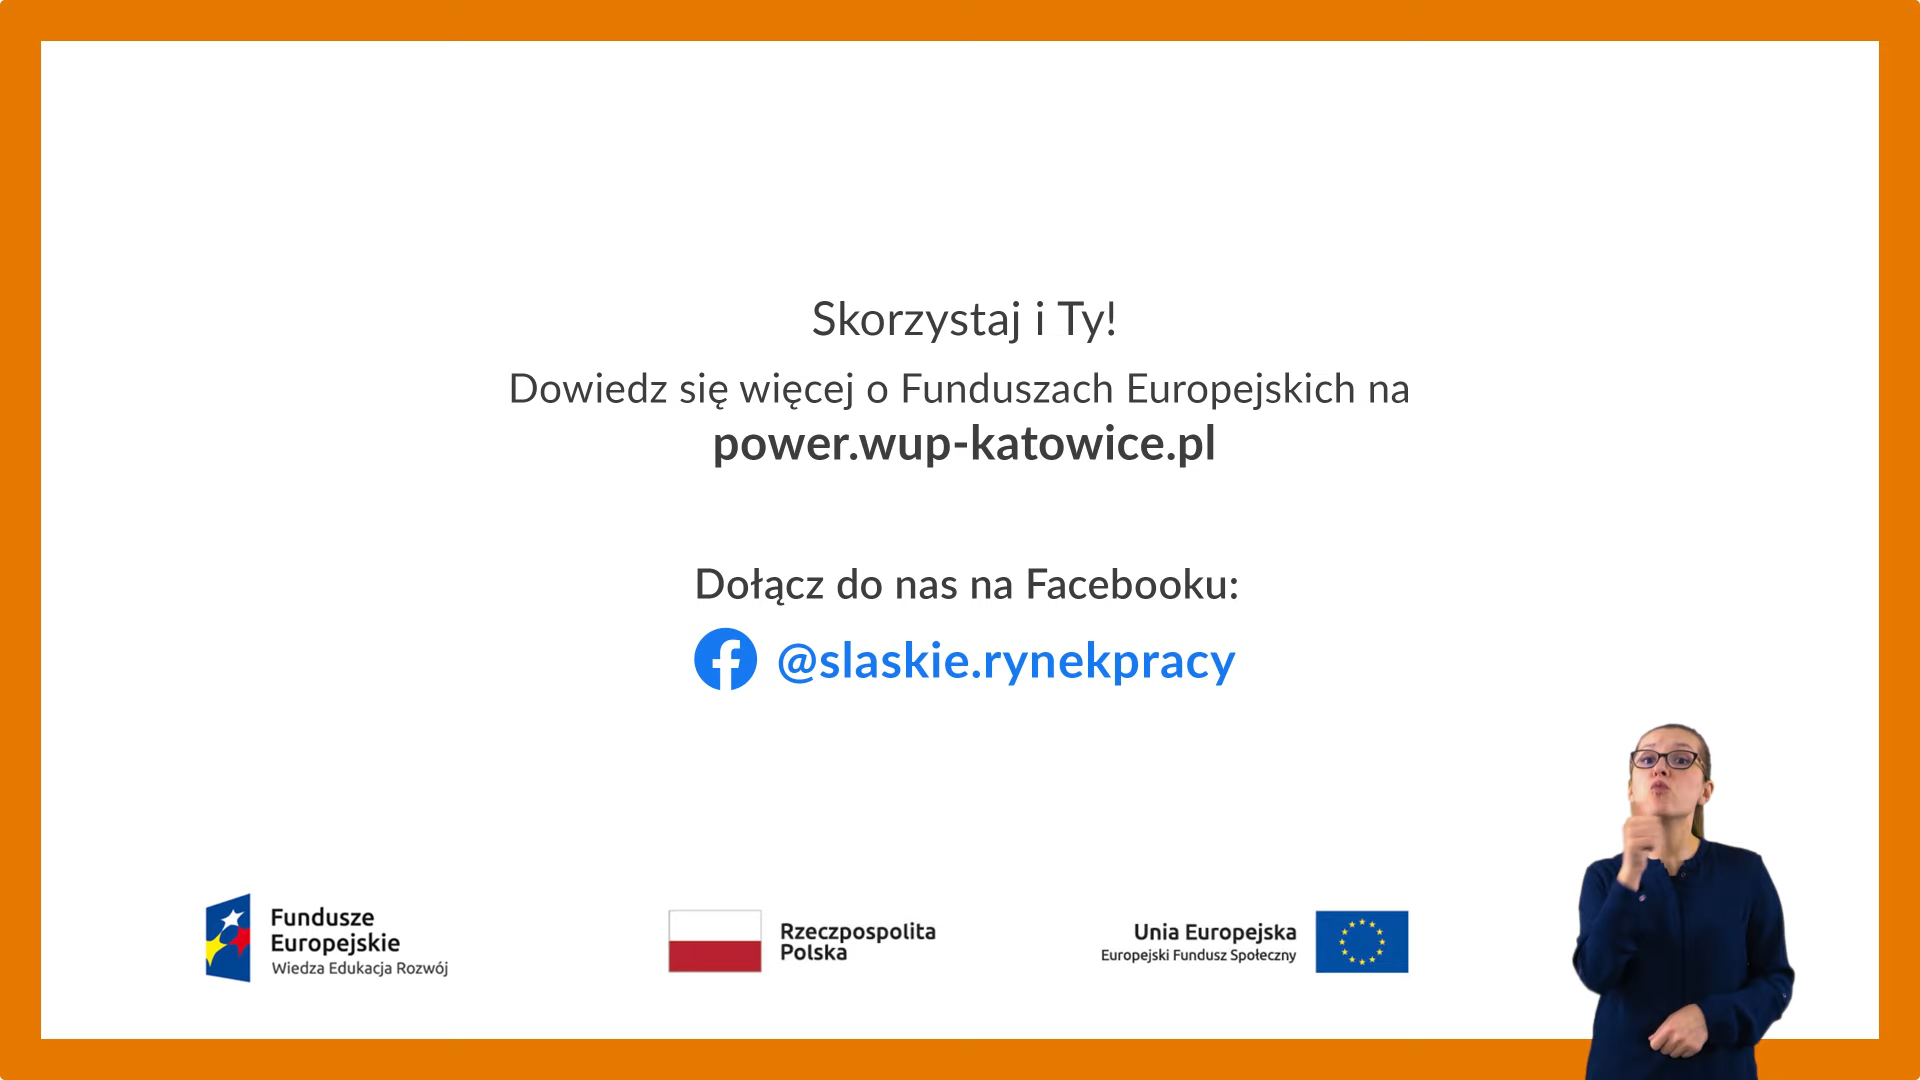 Skorzystaj i Ty!
Dowiedz się więcej o Funduszach Europejskich na
power.wup-katowice.pl
Dołącz do nas na Facebooku:
@slaskie.rynekpracy
Fundusze
Europejskie
Wiedza Edukacja Rozwój
Rzeczpospolita
Polska
Unia Europejska
Europejski Fundusz Społeczny